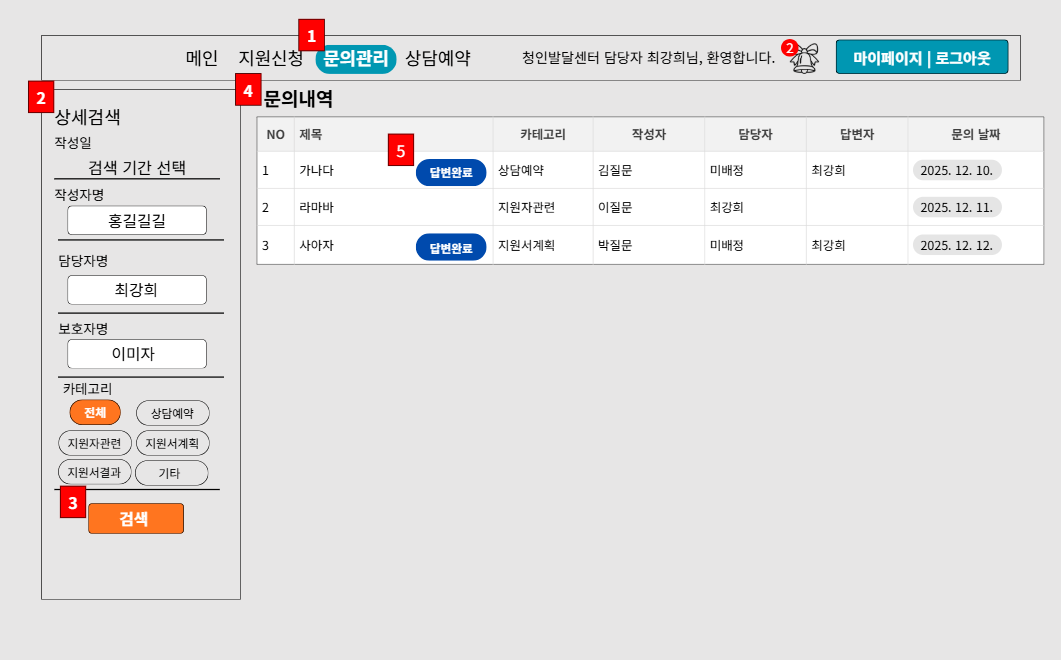 1
메인 지원신청 문의관리 상담예약 청인발달센터 담당자 최강희님, 환영합니다. 2 마이페이지 | 로그아웃
2
상세검색
작성일
검색 기간 선택
작성자명
홍길길길
담당자명
최강희
보호자명
이미자
카테고리
전체 상담예약
지원자관련 지원서계획
지원서결과 기타
3
검색
4
문의내역
NO 제목 카테고리 작성자 담당자 답변자 문의 날짜
5
1 가나다 답변완료 상담예약 김질문 미배정 최강희 2025. 12. 10.
2 라마바 지원자관련 이질문 최강희 2025. 12. 11.
3 사아자 답변완료 지원서계획 박질문 미배정 최강희 2025. 12. 12.